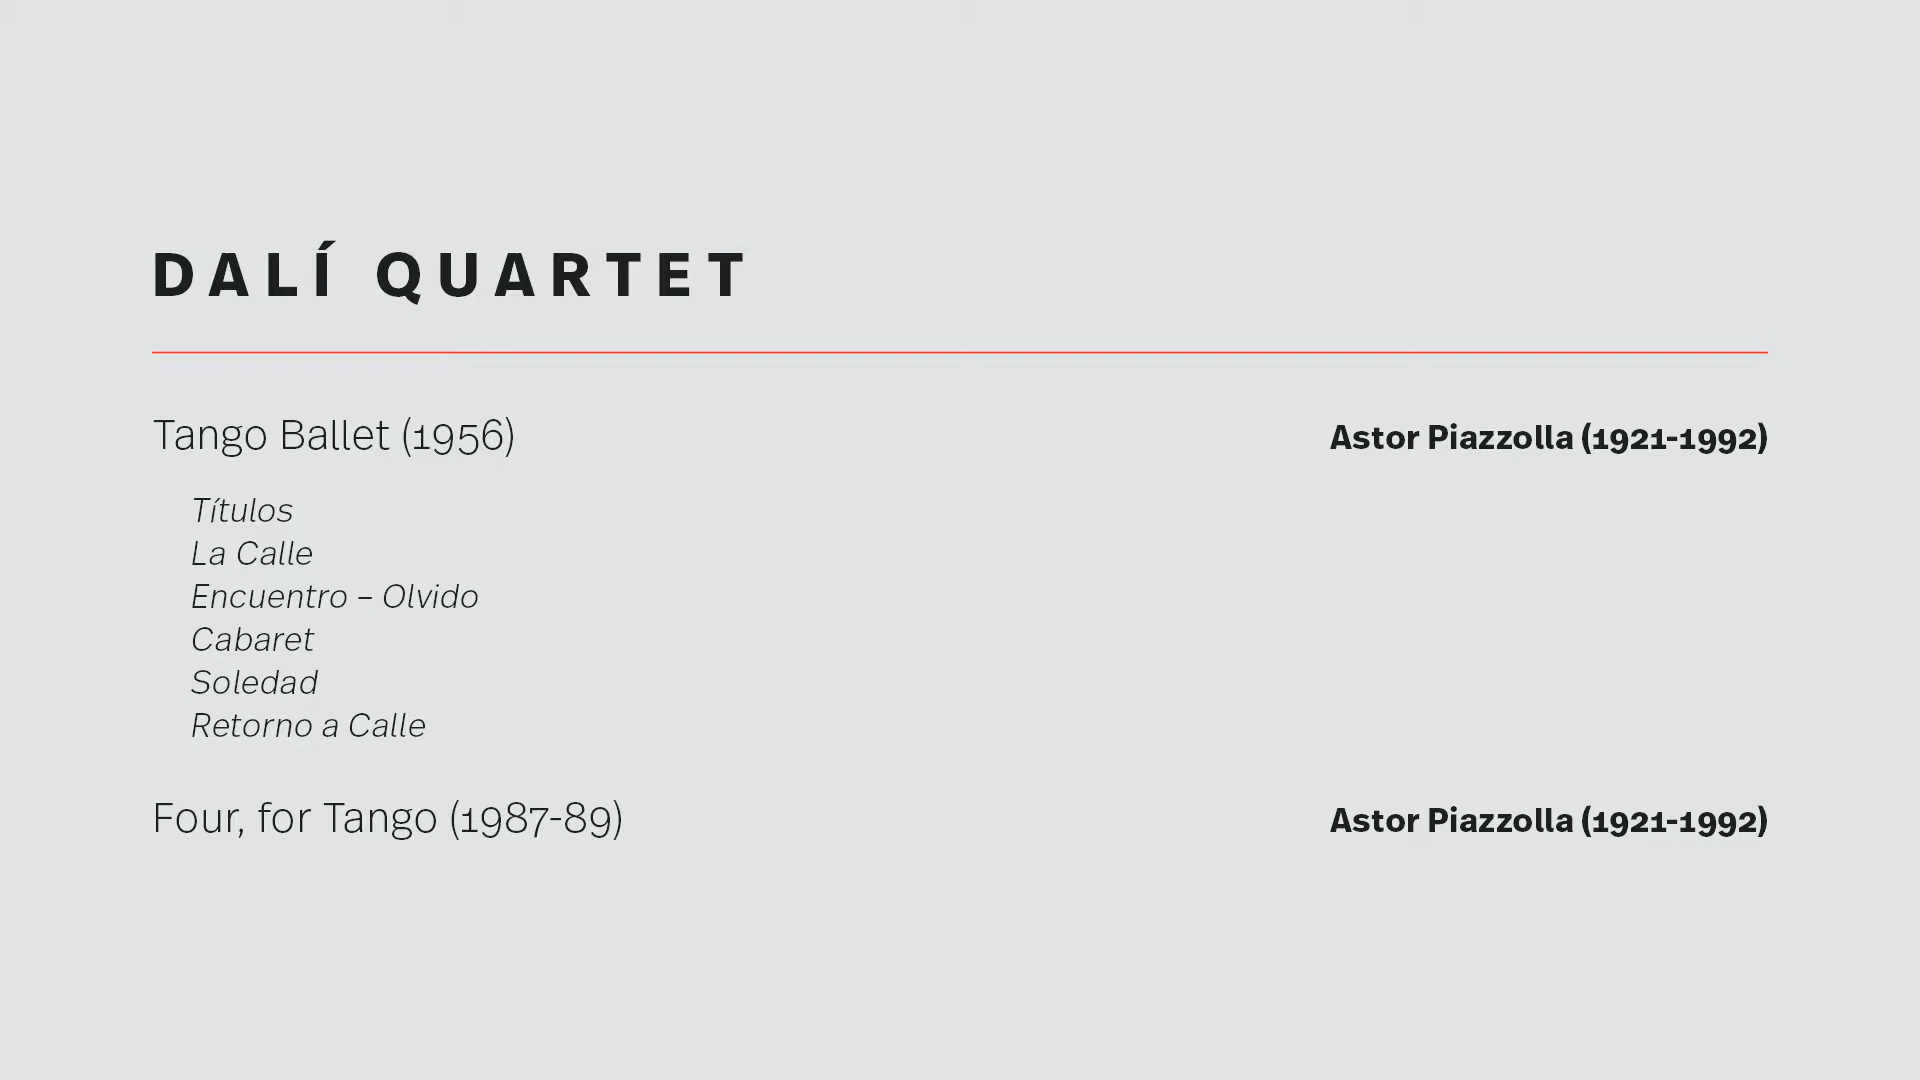 DALÍ QUARTET
Tango Ballet (1956) Astor Piazzolla (1921-1992)
Títulos
La Calle
Encuentro – Olvido
Cabaret
Soledad
Retorno a Calle
Four, for Tango (1987-89) Astor Piazzolla (1921-1992)